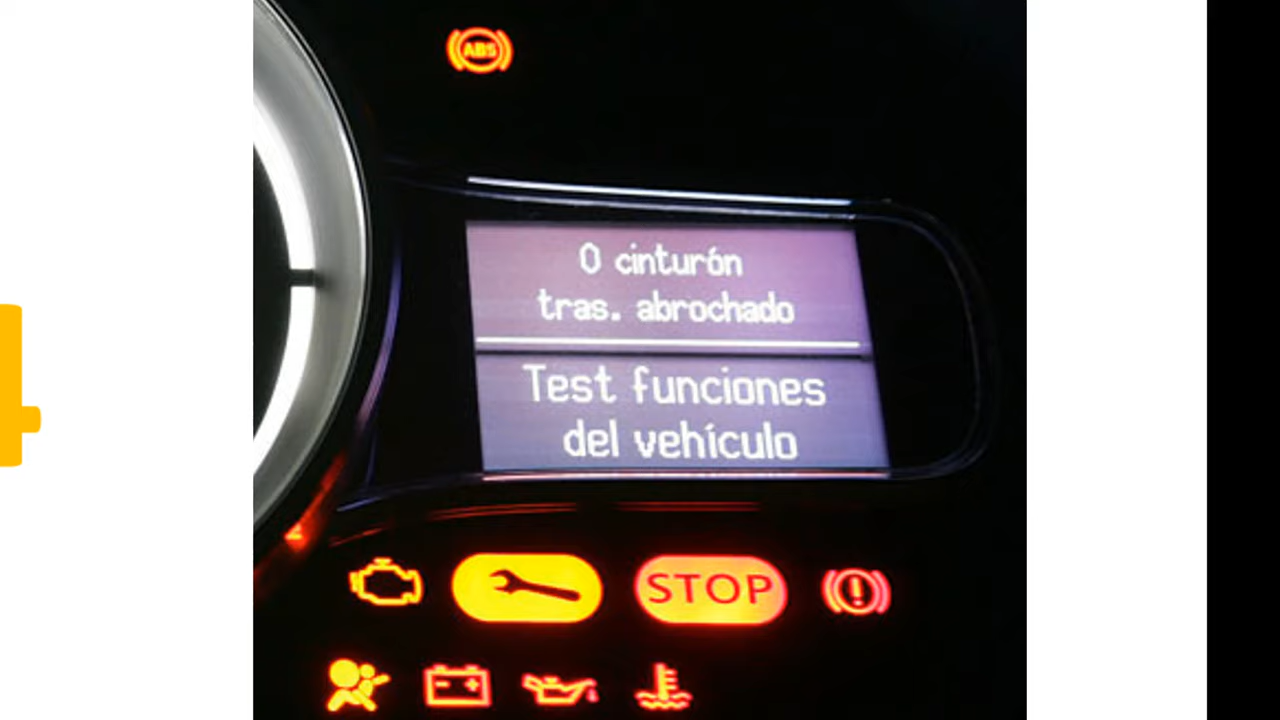 ABS
0 cinturón
tras. abrochado
Test funciones
del vehículo
STOP